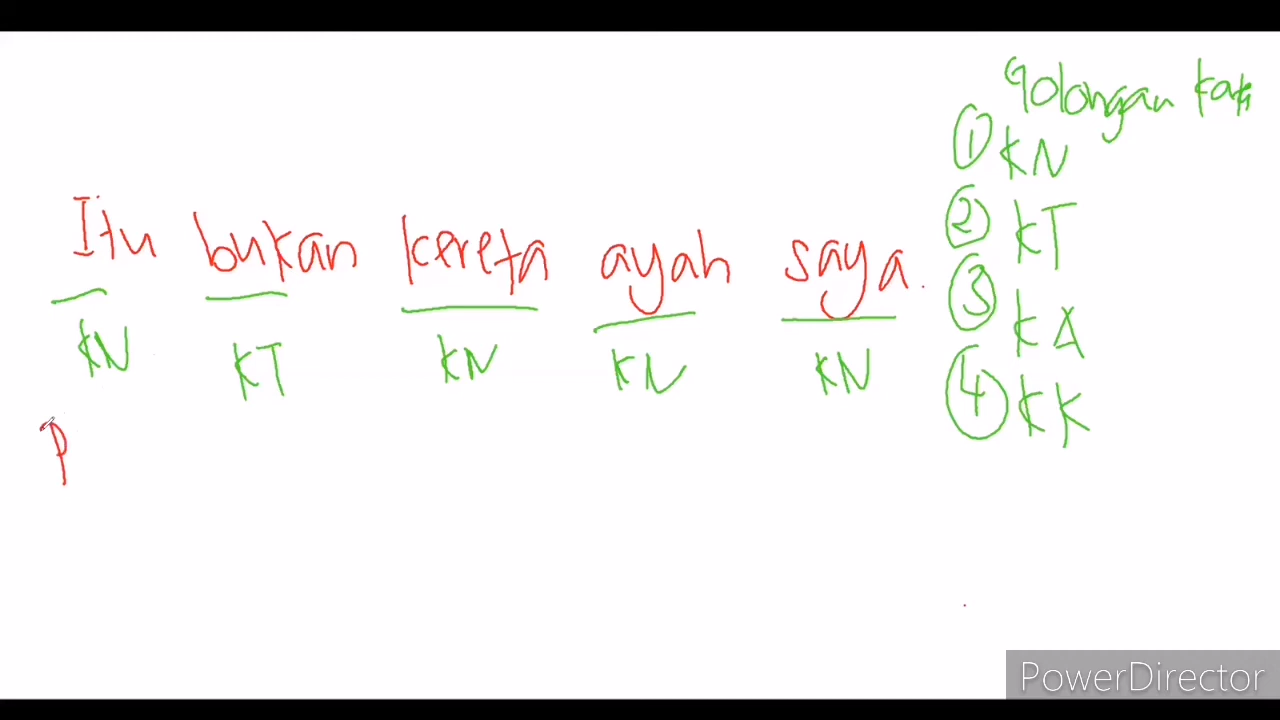 Golongan kata
① KN
② KT
③ KA
④ KK
Itu bukan kereta ayah saya.
KN KT KN KN KN
P
PowerDirector